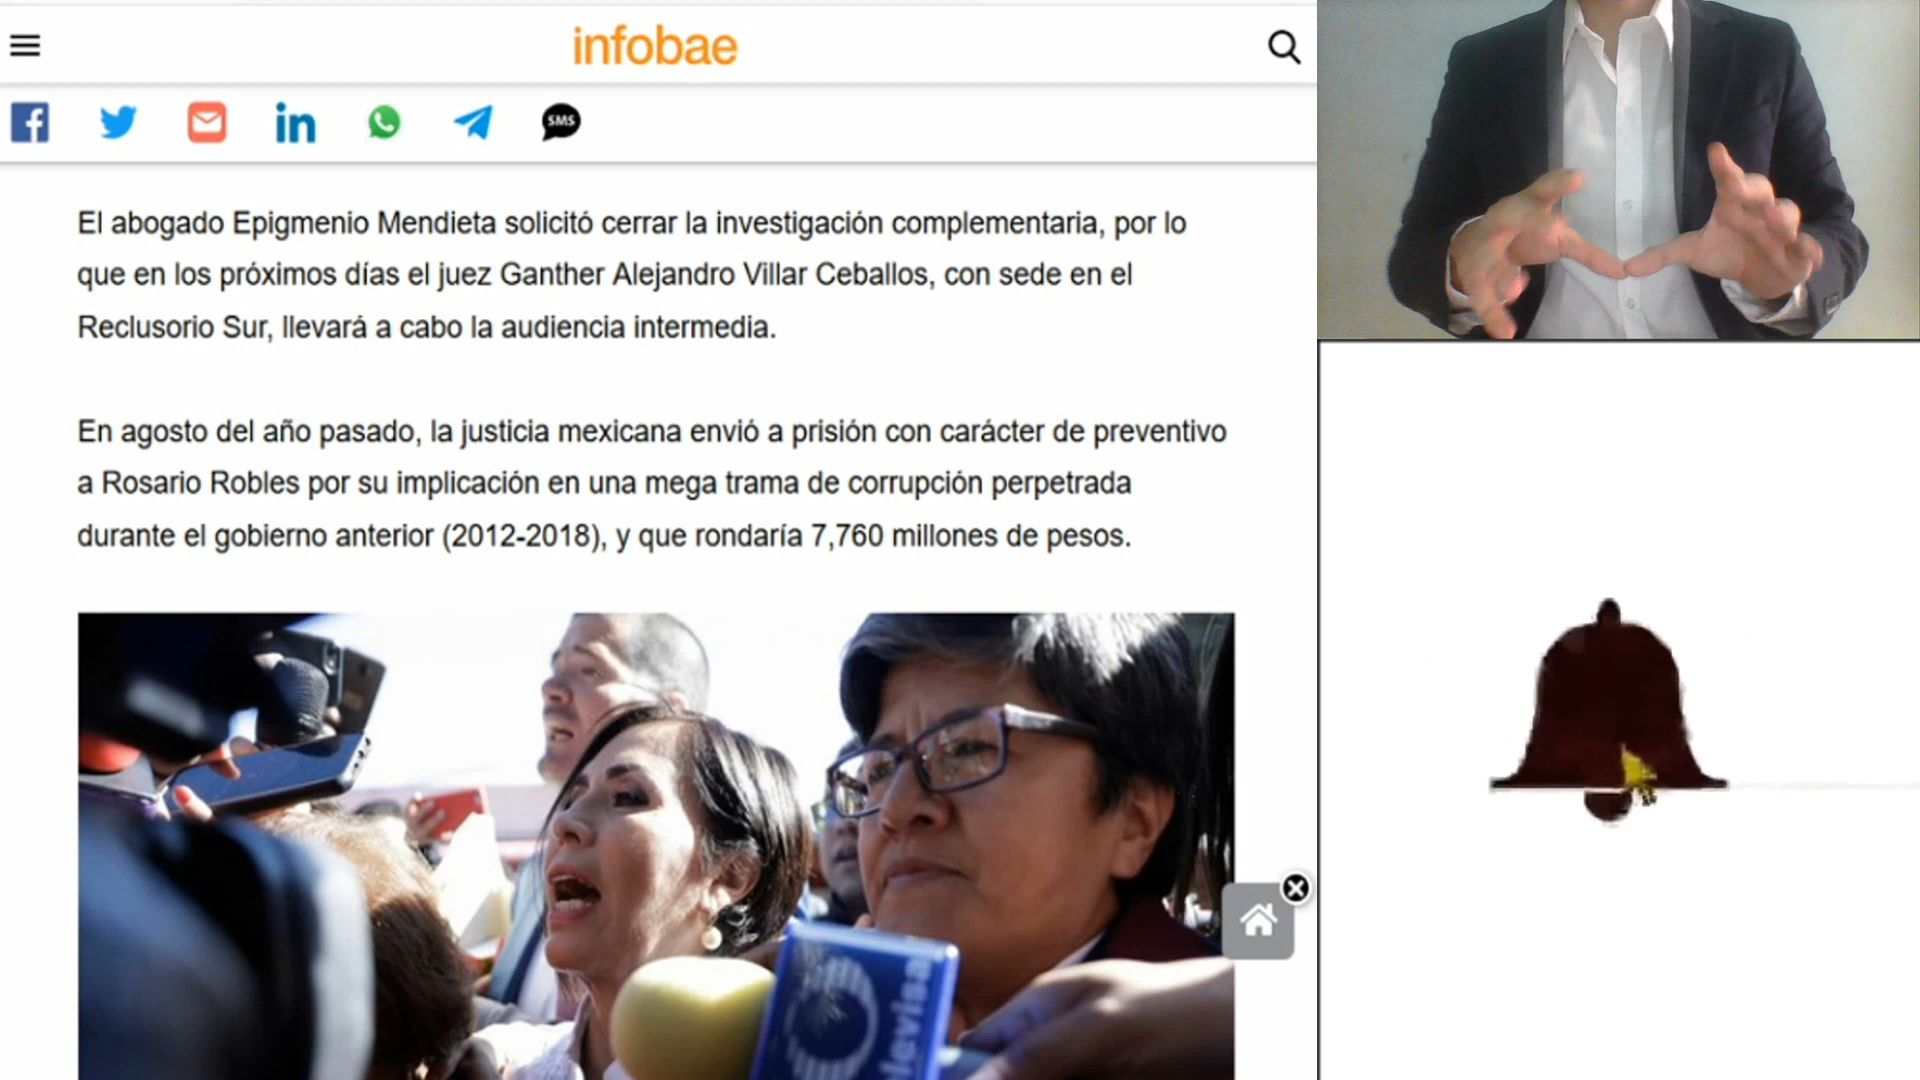 infobae
SMS
El abogado Epigmenio Mendieta solicitó cerrar la investigación complementaria, por lo
que en los próximos días el juez Ganther Alejandro Villar Ceballos, con sede en el
Reclusorio Sur, llevará a cabo la audiencia intermedia.
En agosto del año pasado, la justicia mexicana envió a prisión con carácter de preventivo
a Rosario Robles por su implicación en una mega trama de corrupción perpetrada
durante el gobierno anterior (2012-2018), y que rondaría 7,760 millones de pesos.